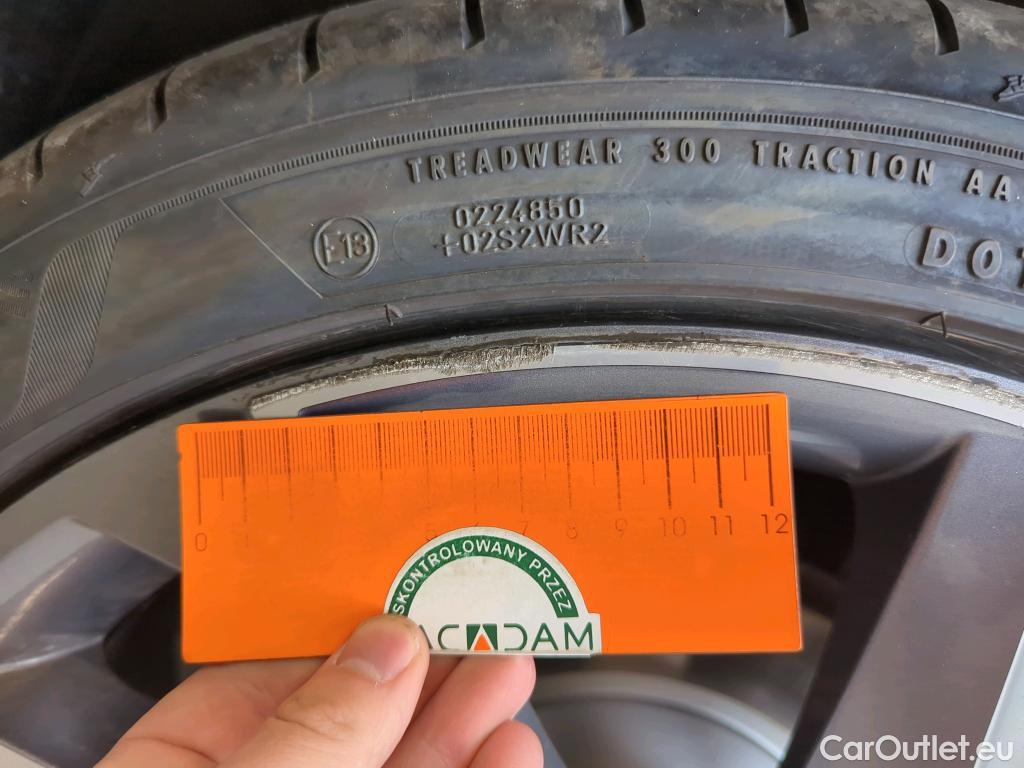 TREADWEAR 300 TRACTION AA
E13
0224850
+02S2WR2
DOT
0 1 5 6 7 8 9 10 11 12
SKONTROLOWANY PRZEZ
ACADAM
CarOutlet.eu